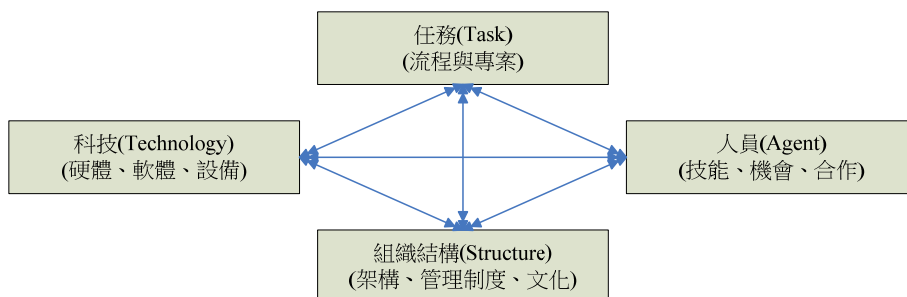 任務(Task)
(流程與專案)
科技(Technology)
(硬體、軟體、設備)
人員(Agent)
(技能、機會、合作)
組織結構(Structure)
(架構、管理制度、文化)